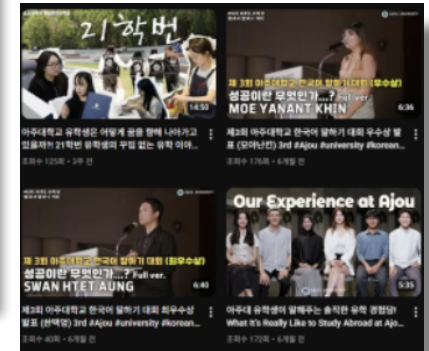 21학번
14:50
아주대학교 유학생은 어떻게 꿈을 향해 나아가고
있을까?! 21학번 유학생의 꾸밈 없는 유학 이야...
조회수 125회 • 3주 전
제 3회 아주대학교 한국어 말하기 대회(우수상)
성공이란 무엇인가...? Full ver.
MOE YANANT KHIN
6:36
제3회 아주대학교 한국어 말하기 대회 우수상 발
표 (모야난킨) 3rd #Ajou #university #korean...
조회수 176회 • 6개월 전
제 3회 아주대학교 한국어 말하기 대회 (최우수상)
성공이란 무엇인가...? Full ver.
SWAN HTET AUNG
6:40
제3회 아주대학교 한국어 말하기 대회 최우수상
발표 (싼택엉) 3rd #Ajou #university #korean...
조회수 40회 • 6개월 전
Our Experience at Ajou
5:35
아주대 유학생이 말해주는 솔직한 유학 경험담!
What It's Really Like to Study Abroad at Ajo...
조회수 172회 • 6개월 전